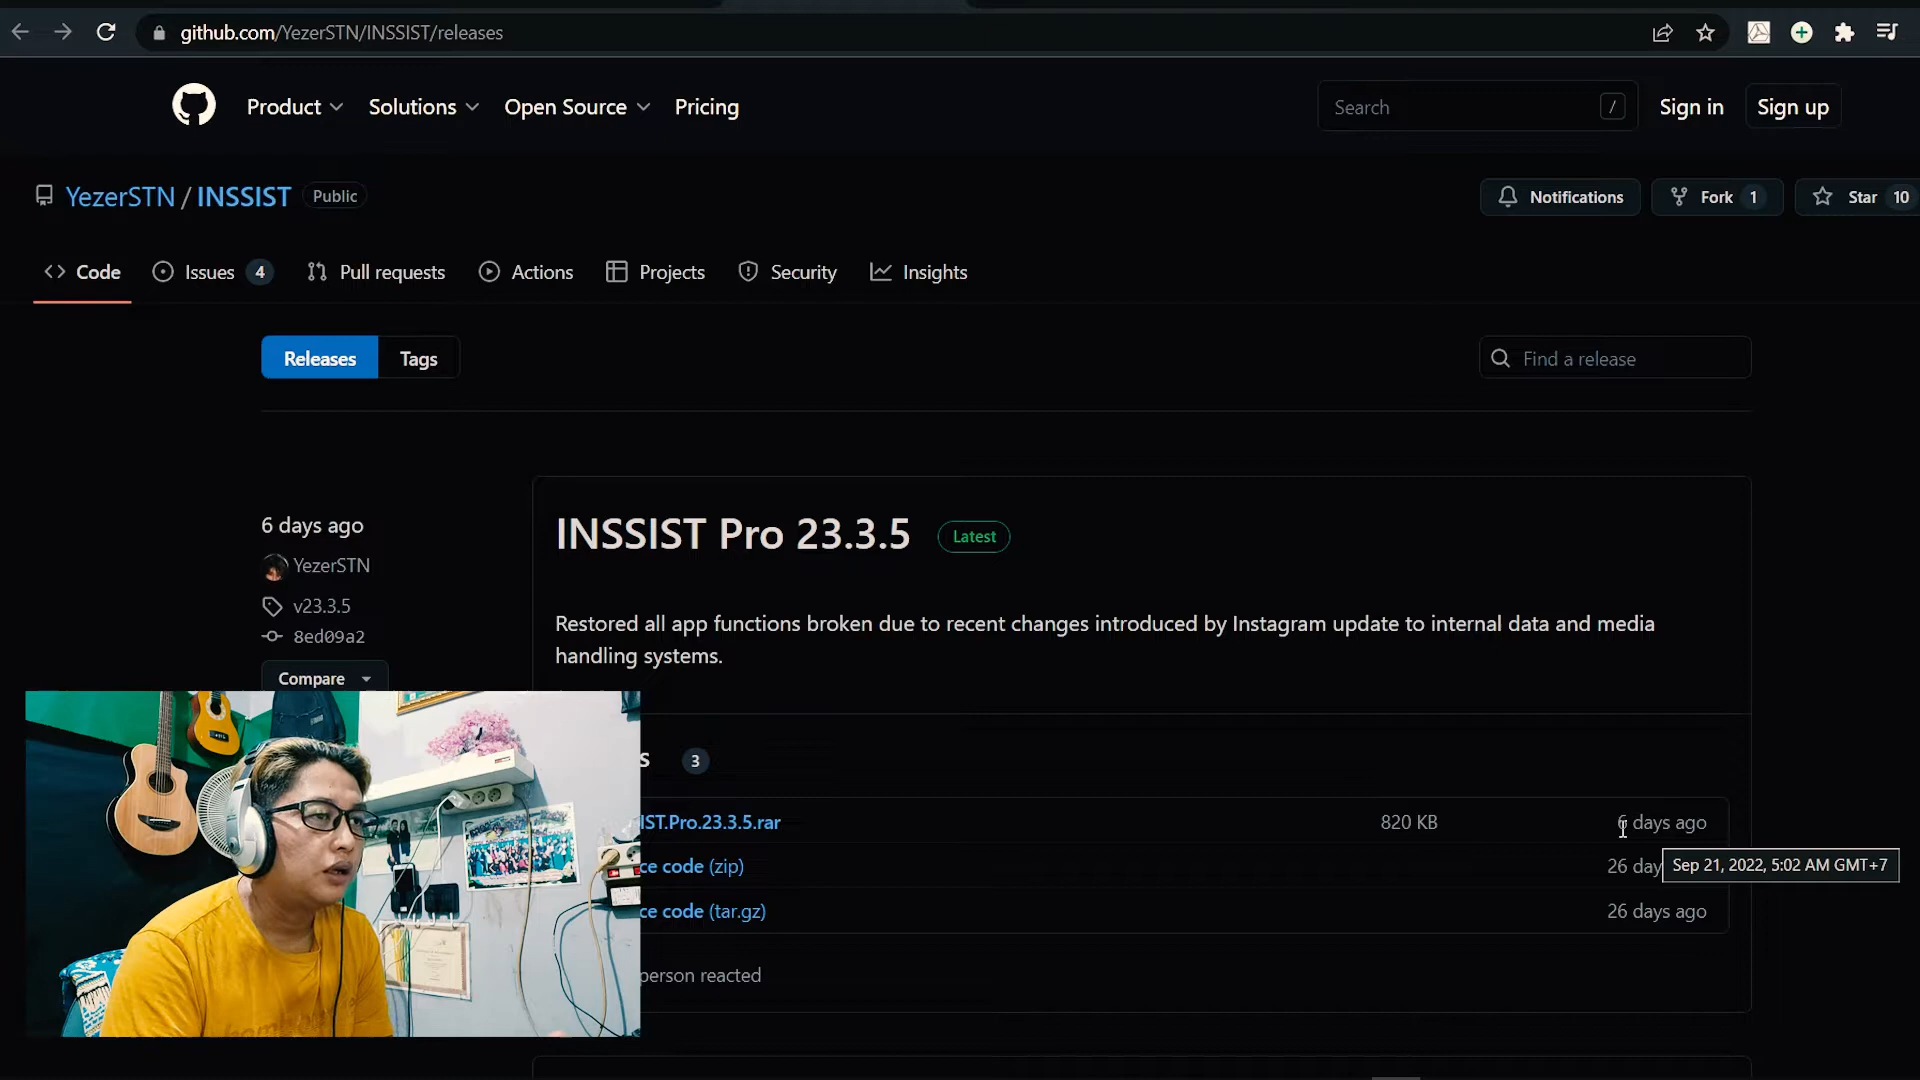 github.com/YezerSTN/INSSIST/releases
Product Solutions Open Source Pricing Search / Sign in Sign up
YezerSTN / INSSIST Public Notifications Fork 1 Star 10
Code Issues 4 Pull requests Actions Projects Security Insights
Releases Tags Find a release
6 days ago
YezerSTN
v23.3.5
8ed09a2
Compare
INSSIST Pro 23.3.5 Latest
Restored all app functions broken due to recent changes introduced by Instagram update to internal data and media
handling systems.
s 3
IST.Pro.23.3.5.rar 820 KB 6 days ago
ce code (zip) 26 day
Sep 21, 2022, 5:02 AM GMT+7
ce code (tar.gz) 26 days ago
person reacted